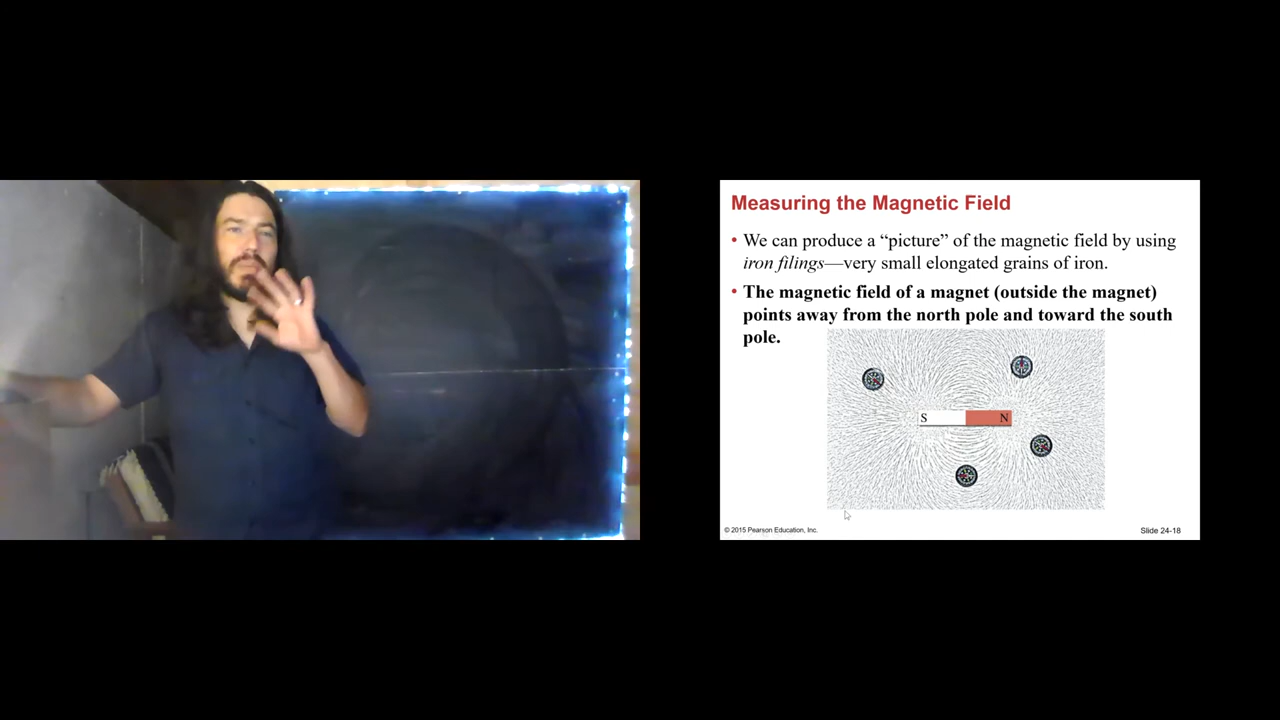 Measuring the Magnetic Field
• We can produce a “picture” of the magnetic field by using
iron filings—very small elongated grains of iron.
• The magnetic field of a magnet (outside the magnet)
points away from the north pole and toward the south
pole.
S N
© 2015 Pearson Education, Inc.
Slide 24-18